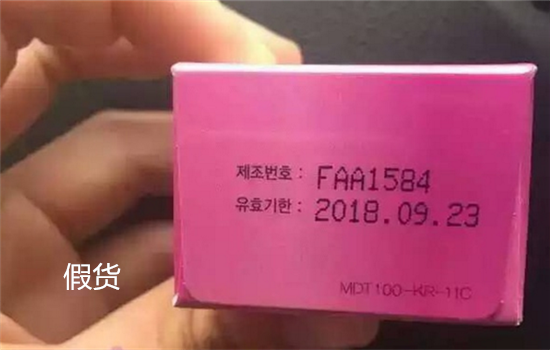 제조번호 : FAA1584
유효기한 : 2018.09.23
假货
MDT100-KR-11C